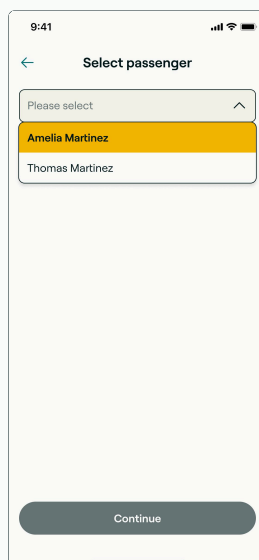 9:41
Select passenger
Please select
Amelia Martinez
Thomas Martinez
Continue